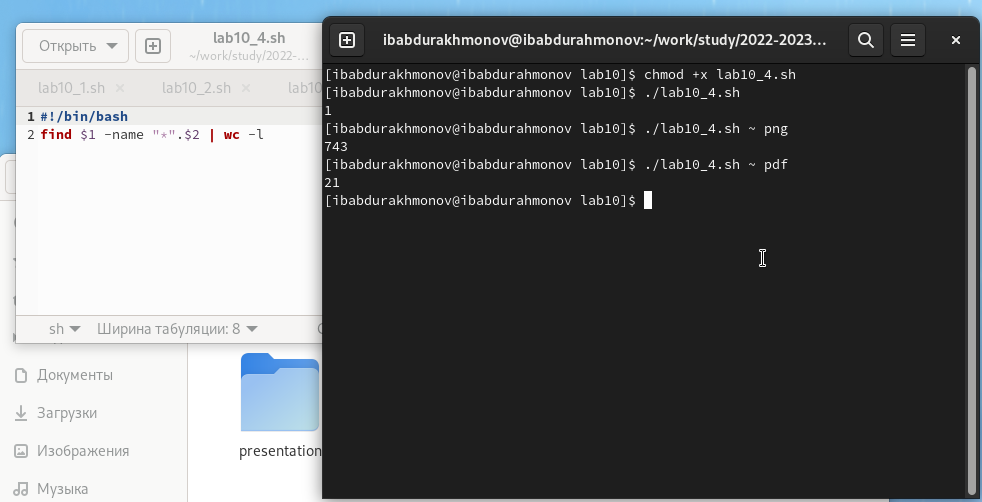 Открыть
lab10_4.sh
~/work/study/2022-…
lab10_1.sh ×
lab10_2.sh ×
lab10
1 #!/bin/bash
2 find $1 -name "*".$2 | wc -l
sh
Ширина табуляции: 8
Документы
Загрузки
Изображения
Музыка
presentation
ibabdurakhmonov@ibabdurahmonov:~/work/study/2022-2023…
[ibabdurakhmonov@ibabdurahmonov lab10]$ chmod +x lab10_4.sh
[ibabdurakhmonov@ibabdurahmonov lab10]$ ./lab10_4.sh
1
[ibabdurakhmonov@ibabdurahmonov lab10]$ ./lab10_4.sh ~ png
743
[ibabdurakhmonov@ibabdurahmonov lab10]$ ./lab10_4.sh ~ pdf
21
[ibabdurakhmonov@ibabdurahmonov lab10]$